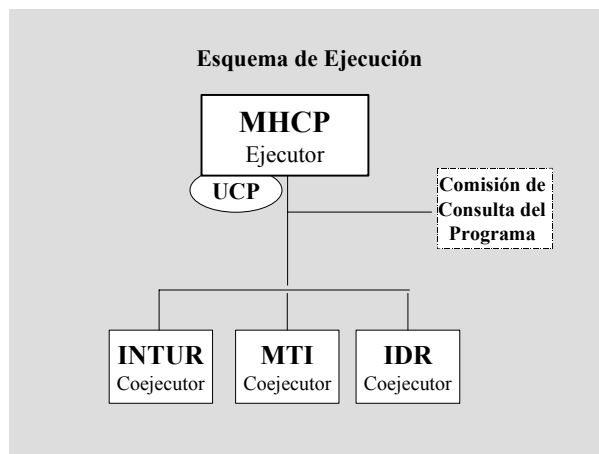 Esquema de Ejecución
MHCP
Ejecutor
UCP
Comisión de
Consulta del
Programa
INTUR
Coejecutor
MTI
Coejecutor
IDR
Coejecutor